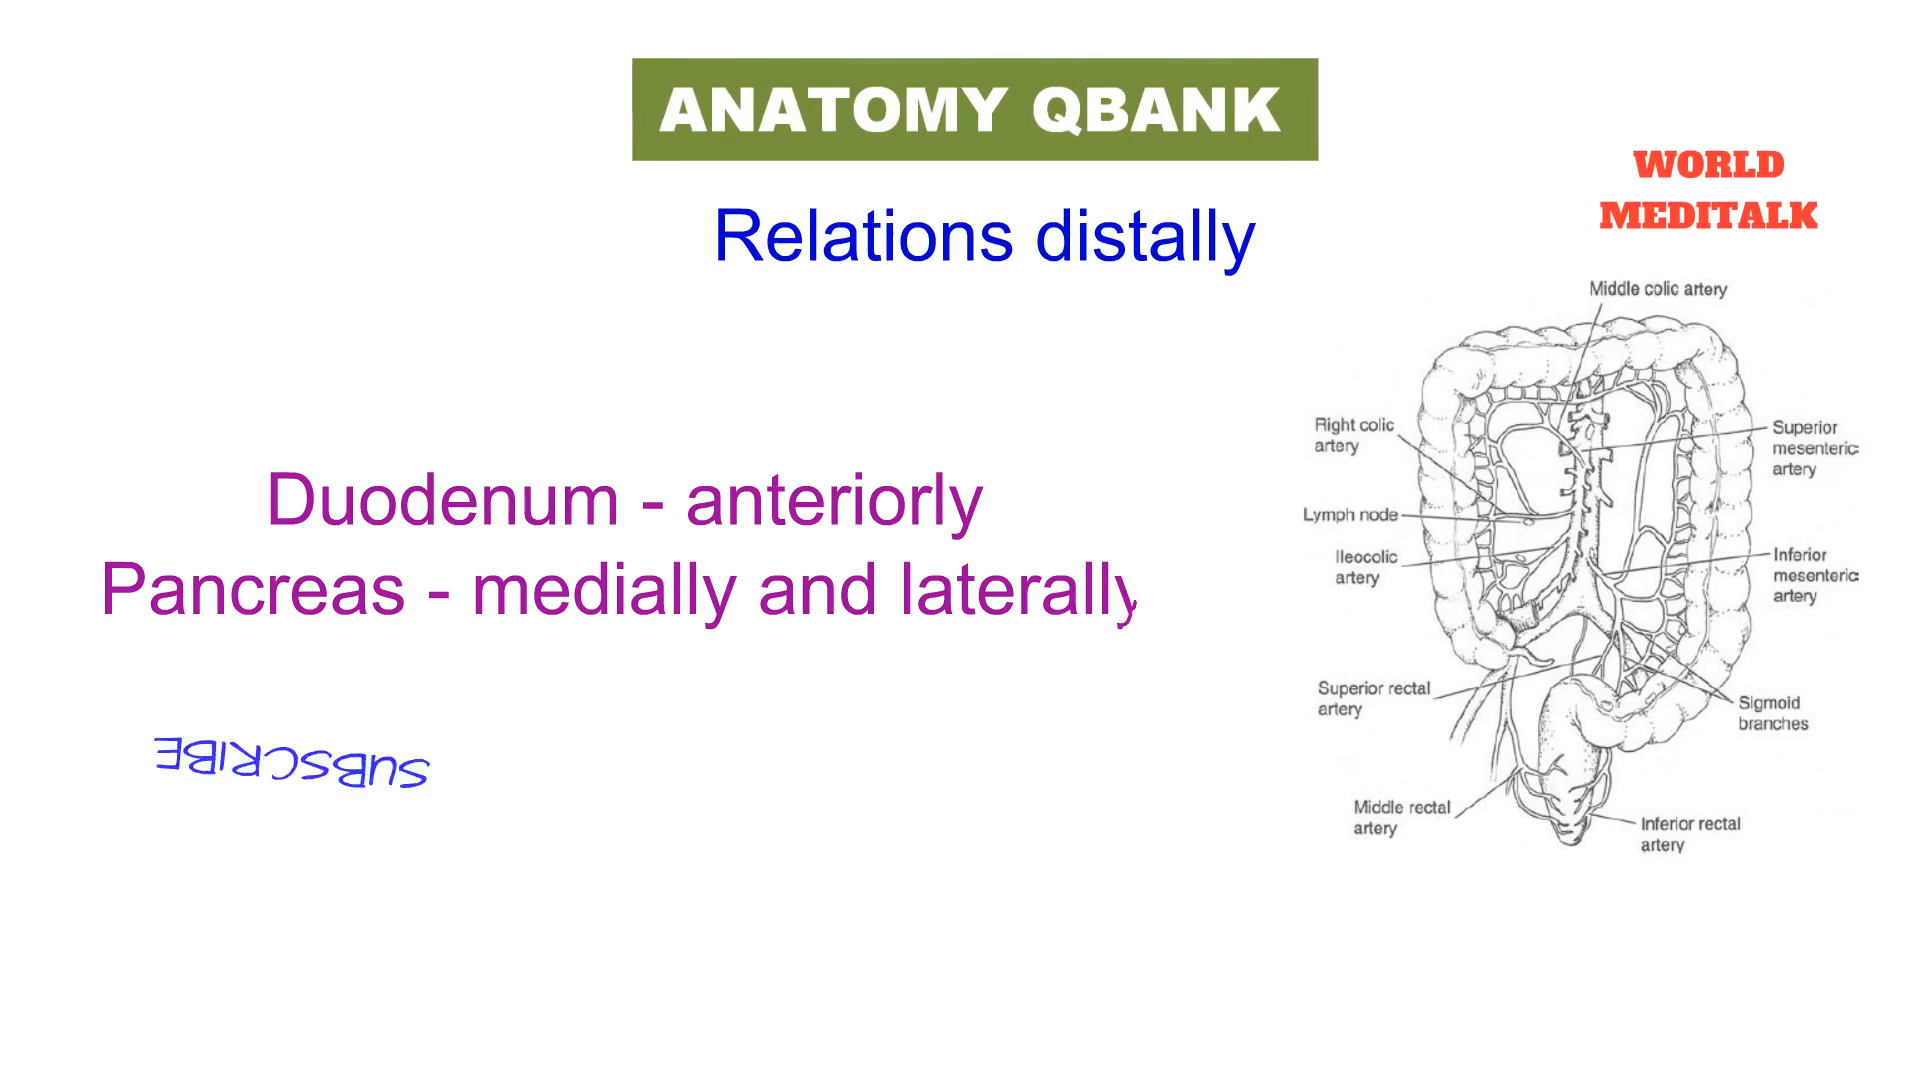 ANATOMY QBANK
WORLD
MEDITALK
Relations distally
Duodenum - anteriorly
Pancreas - medially and laterally
SUBSCRIBE
Middle colic artery
Right colic
artery
Superior
mesenteric
artery
Lymph node
Ileocolic
artery
Inferior
mesenteric
artery
Superior rectal
artery
Sigmoid
branches
Middle rectal
artery
Inferior rectal
artery